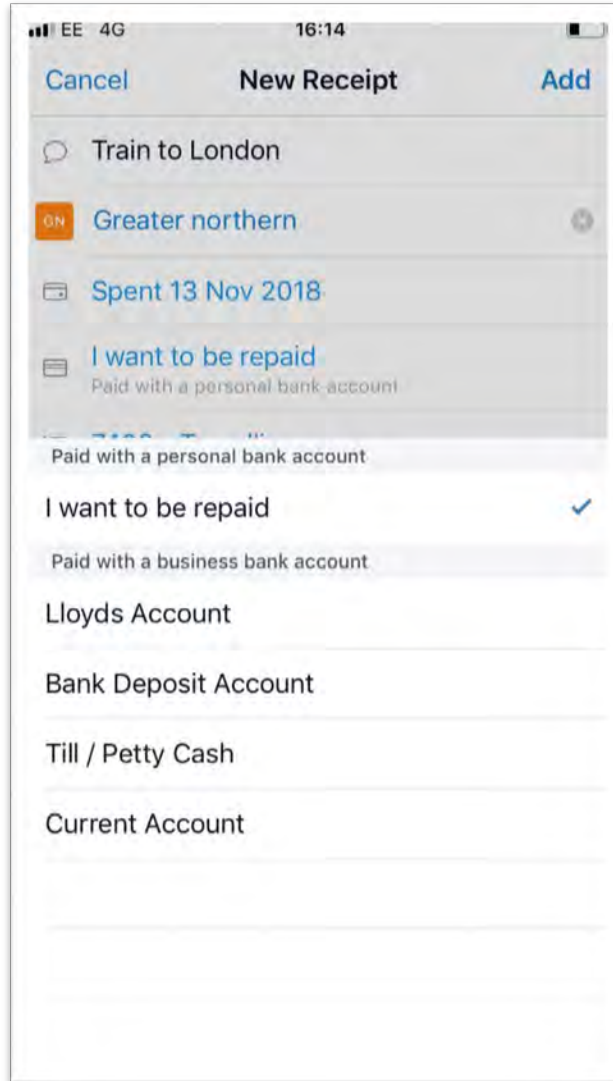 EE 4G 16:14
Cancel New Receipt Add
Train to London
GN Greater northern
Spent 13 Nov 2018
I want to be repaid
Paid with a personal bank account
Paid with a personal bank account
I want to be repaid
Paid with a business bank account
Lloyds Account
Bank Deposit Account
Till / Petty Cash
Current Account